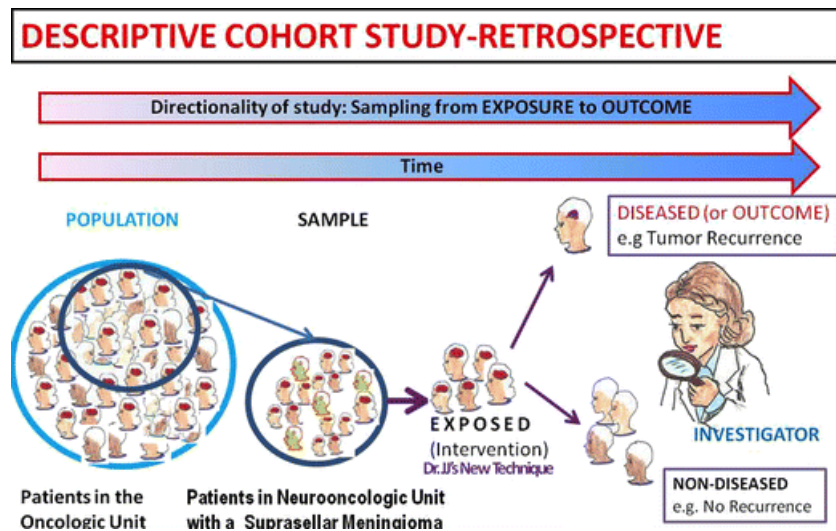 DESCRIPTIVE COHORT STUDY-RETROSPECTIVE
Directionality of study: Sampling from EXPOSURE to OUTCOME
Time
POPULATION
SAMPLE
DISEASED (or OUTCOME)
e.g Tumor Recurrence
EXPOSED
(Intervention)
Dr.JJ's New Technique
INVESTIGATOR
NON-DISEASED
e.g. No Recurrence
Patients in the
Oncologic Unit
Patients in Neurooncologic Unit
with a Suprasellar Meningioma